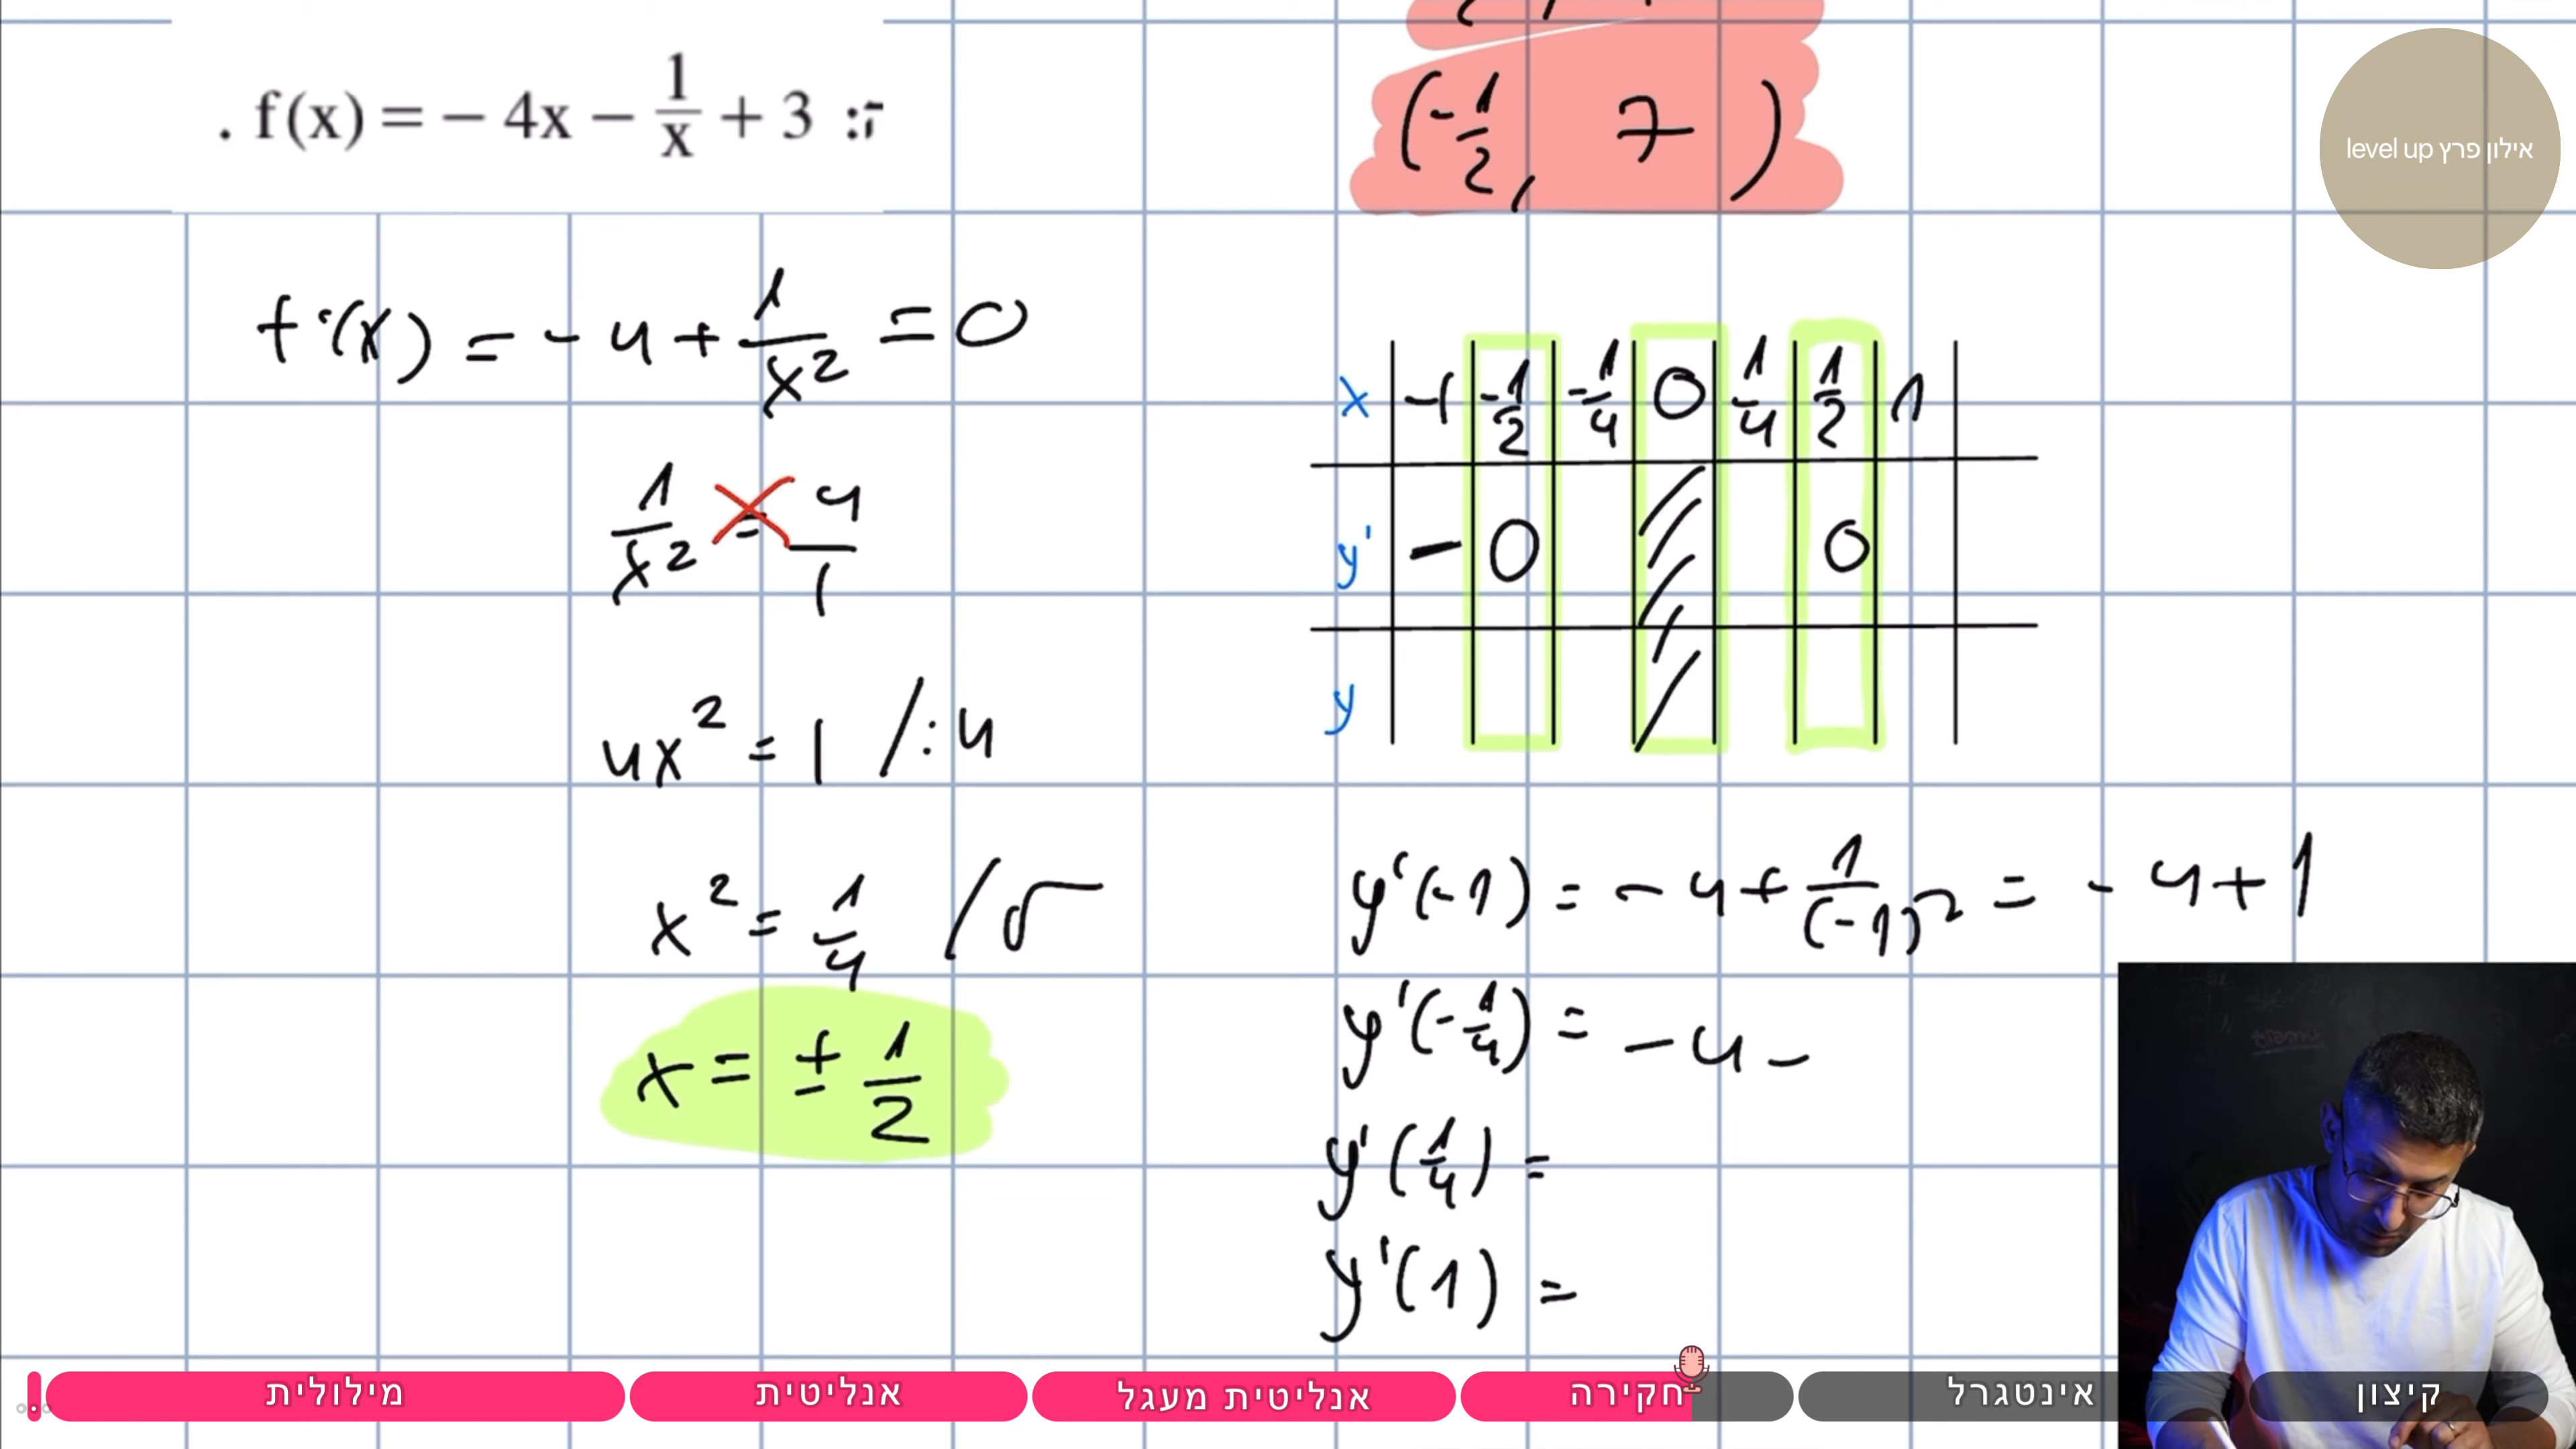 . f(x) = − 4x − 1/x + 3 :
(-1/2, 7)
level up אילון פרץ
f'(x) = -4 + 1/x² = 0
1/x² = 4/1
4x² = 1 /:4
x² = 1/4 /√
x = ± 1/2
x -1 -1/2 -1/4 0 1/4 1/2 1
y' - 0 0
y
y'(-1) = -4 + 1/(-1)² = -4+1
y'(-1/4) = -4 -
y'(1/4) =
y'(1) =
מילולית
אנליטית
אנליטית מעגל
חקירה
אינטגרל
קיצון